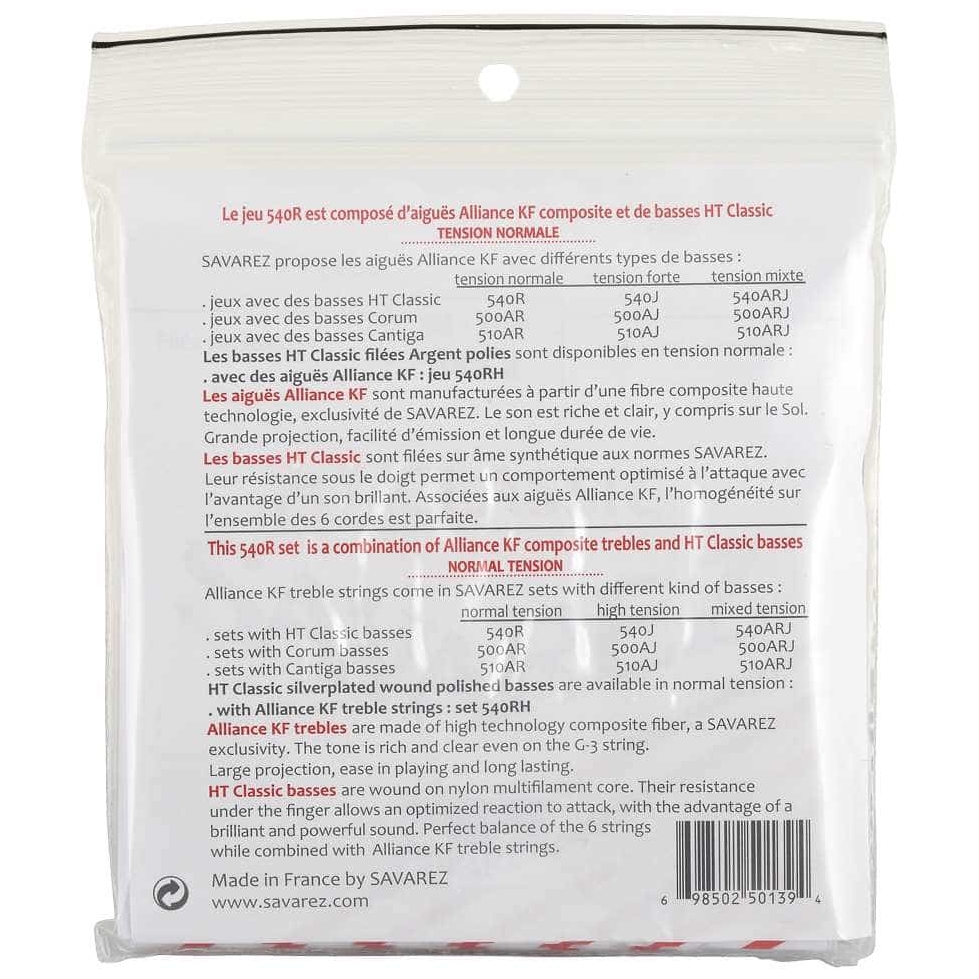 Le jeu 540R est composé d'aiguës Alliance KF composite et de basses HT Classic
TENSION NORMALE
SAVAREZ propose les aiguës Alliance KF avec différents types de basses :
tension normale tension forte tension mixte
. jeux avec des basses HT Classic 540R 540J 540ARJ
. jeux avec des basses Corum 500AR 500AJ 500ARJ
. jeux avec des basses Cantiga 510AR 510AJ 510ARJ
Les basses HT Classic filées Argent polies sont disponibles en tension normale :
. avec des aiguës Alliance KF : jeu 540RH
Les aiguës Alliance KF sont manufacturées à partir d'une fibre composite haute
technologie, exclusivité de SAVAREZ. Le son est riche et clair, y compris sur le Sol.
Grande projection, facilité d'émission et longue durée de vie.
Les basses HT Classic sont filées sur âme synthétique aux normes SAVAREZ.
Leur résistance sous le doigt permet un comportement optimisé à l'attaque avec
l'avantage d'un son brillant. Associées aux aiguës Alliance KF, l'homogénéité sur
l'ensemble des 6 cordes est parfaite.
This 540R set is a combination of Alliance KF composite trebles and HT Classic basses
NORMAL TENSION
Alliance KF treble strings come in SAVAREZ sets with different kind of basses :
normal tension high tension mixed tension
. sets with HT Classic basses 540R 540J 540ARJ
. sets with Corum basses 500AR 500AJ 500ARJ
. sets with Cantiga basses 510AR 510AJ 510ARJ
HT Classic silverplated wound polished basses are available in normal tension :
. with Alliance KF treble strings : set 540RH
Alliance KF trebles are made of high technology composite fiber, a SAVAREZ
exclusivity. The tone is rich and clear even on the G-3 string.
Large projection, ease in playing and long lasting.
HT Classic basses are wound on nylon multifilament core. Their resistance
under the finger allows an optimized reaction to attack, with the advantage of a
brilliant and powerful sound. Perfect balance of the 6 strings
while combined with Alliance KF treble strings.
Made in France by SAVAREZ
www.savarez.com
6 98502 50139 4